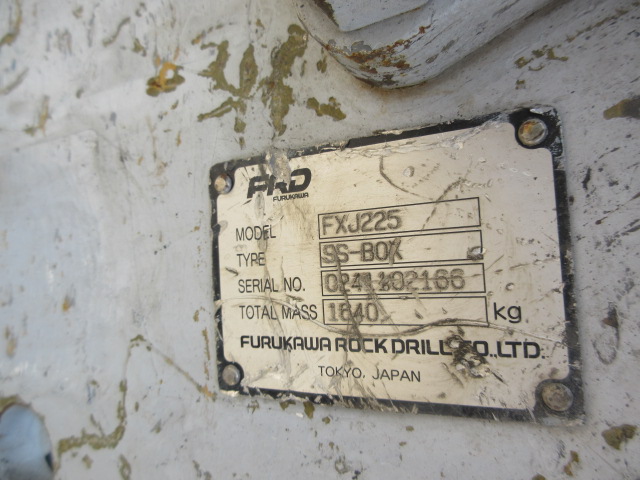 FRD
FURUKAWA
MODEL FXJ225
TYPE SS-BOX
SERIAL NO.
TOTAL MASS 1640 kg
FURUKAWA ROCK DRILL CO.,LTD.
TOKYO, JAPAN